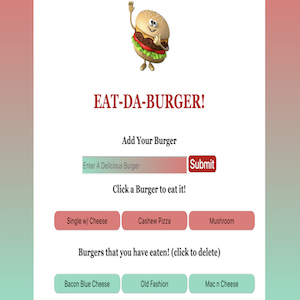 EAT-DA-BURGER!
Add Your Burger
Enter A Delicious Burger Submit
Click a Burger to eat it!
Single w/ Cheese Cashew Pizza Mushroom
Burgers that you have eaten! (click to delete)
Bacon Blue Cheese Old Fashion Mac n Cheese